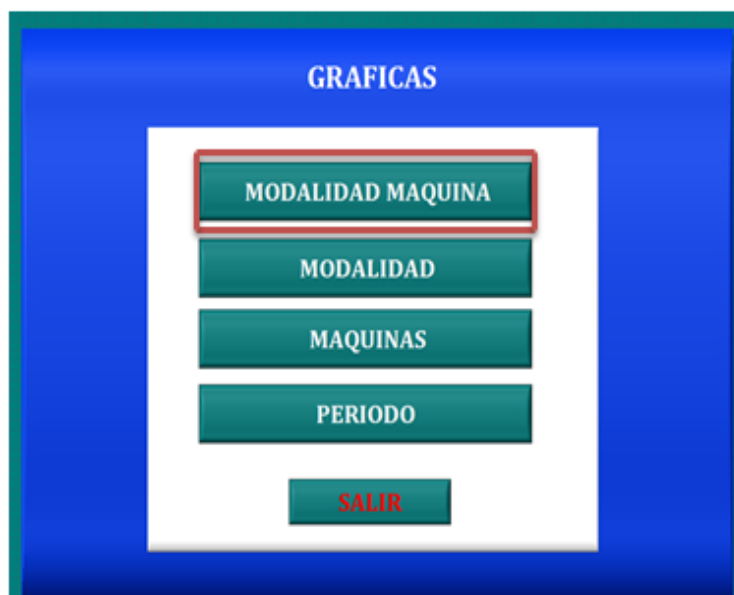 GRAFICAS
MODALIDAD MAQUINA
MODALIDAD
MAQUINAS
PERIODO
SALIR